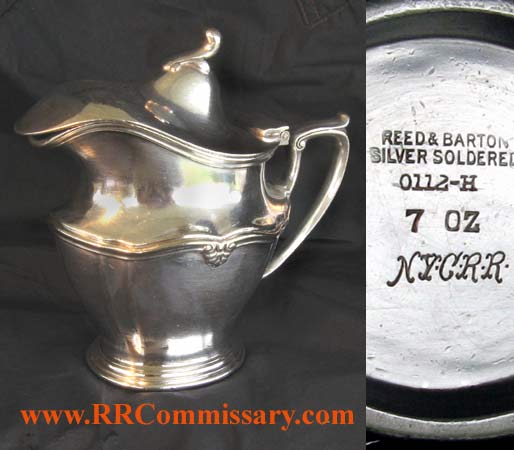 REED & BARTON
SILVER SOLDERED
0112-H
7 OZ
N.Y.C.R.R.
www.RRCommissary.com